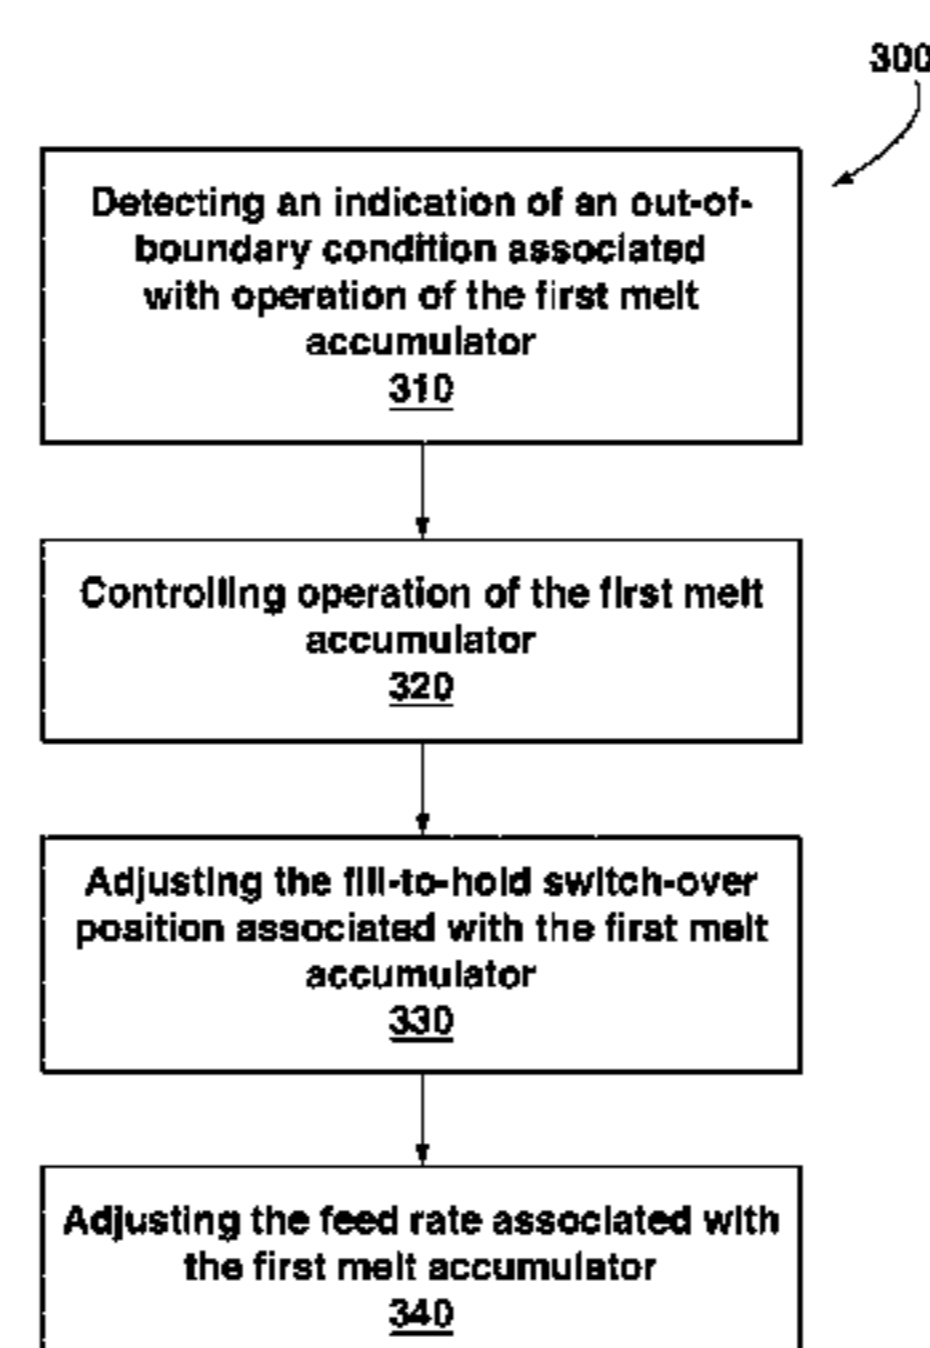 300
Detecting an indication of an out-of-
boundary condition associated
with operation of the first melt
accumulator
310
Controlling operation of the first melt
accumulator
320
Adjusting the fill-to-hold switch-over
position associated with the first melt
accumulator
330
Adjusting the feed rate associated with
the first melt accumulator
340